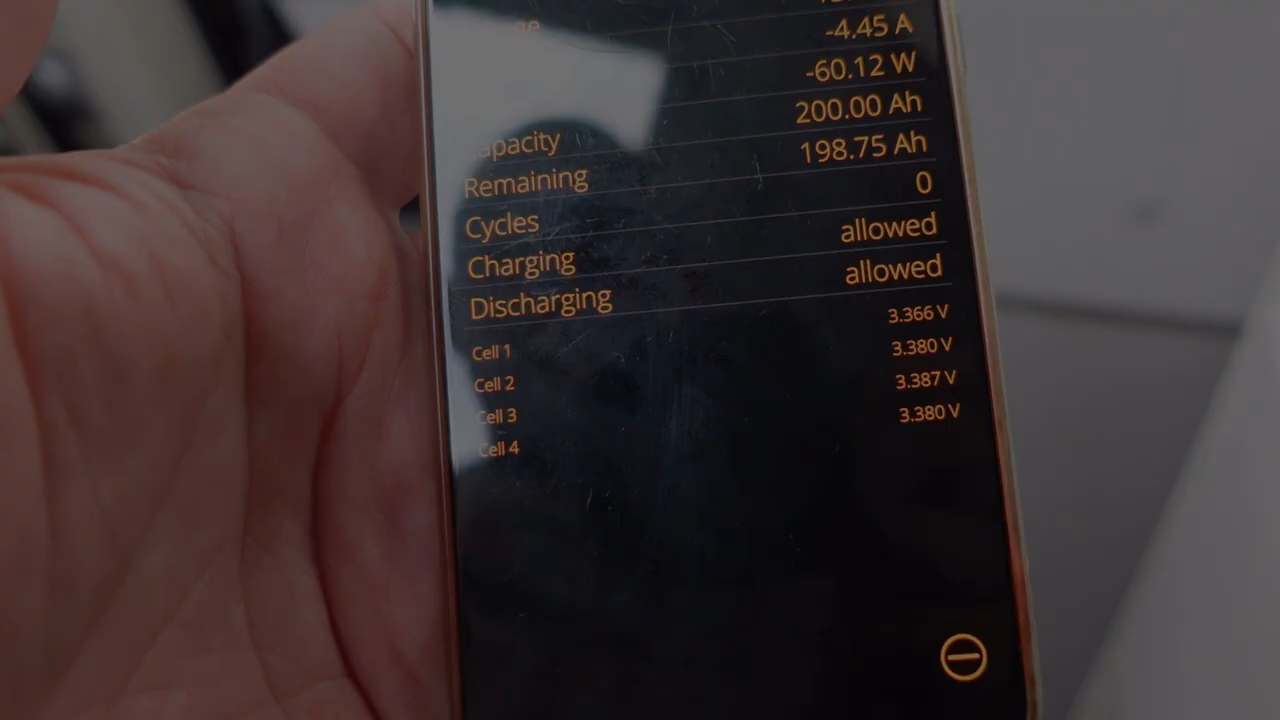 -4.45 A
-60.12 W
200.00 Ah
apacity 198.75 Ah
Remaining 0
Cycles allowed
Charging allowed
Discharging 3.366 V
Cell 1 3.380 V
Cell 2 3.387 V
Cell 3 3.380 V
Cell 4